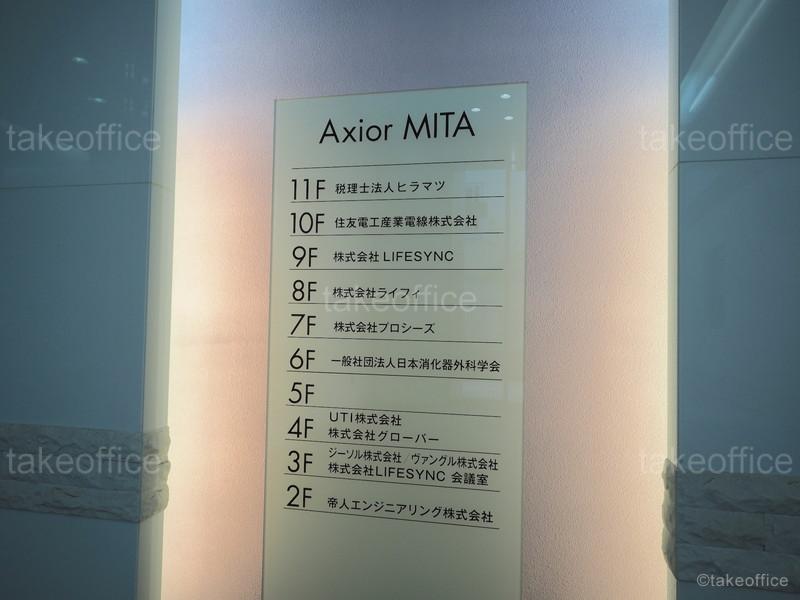 Axior MITA
11F 税理士法人ヒラマツ
10F 住友電工産業電線株式会社
9F 株式会社 LIFESYNC
8F 株式会社ライフィ
7F 株式会社プロシーズ
6F 一般社団法人日本消化器外科学会
5F
4F UTI株式会社
株式会社グローバー
3F ジーソル株式会社／ヴァングル株式会社
株式会社LIFESYNC 会議室
2F 帝人エンジニアリング株式会社
takeoffice
takeoffice
takeoffice
takeoffice
takeoffice
©takeoffice